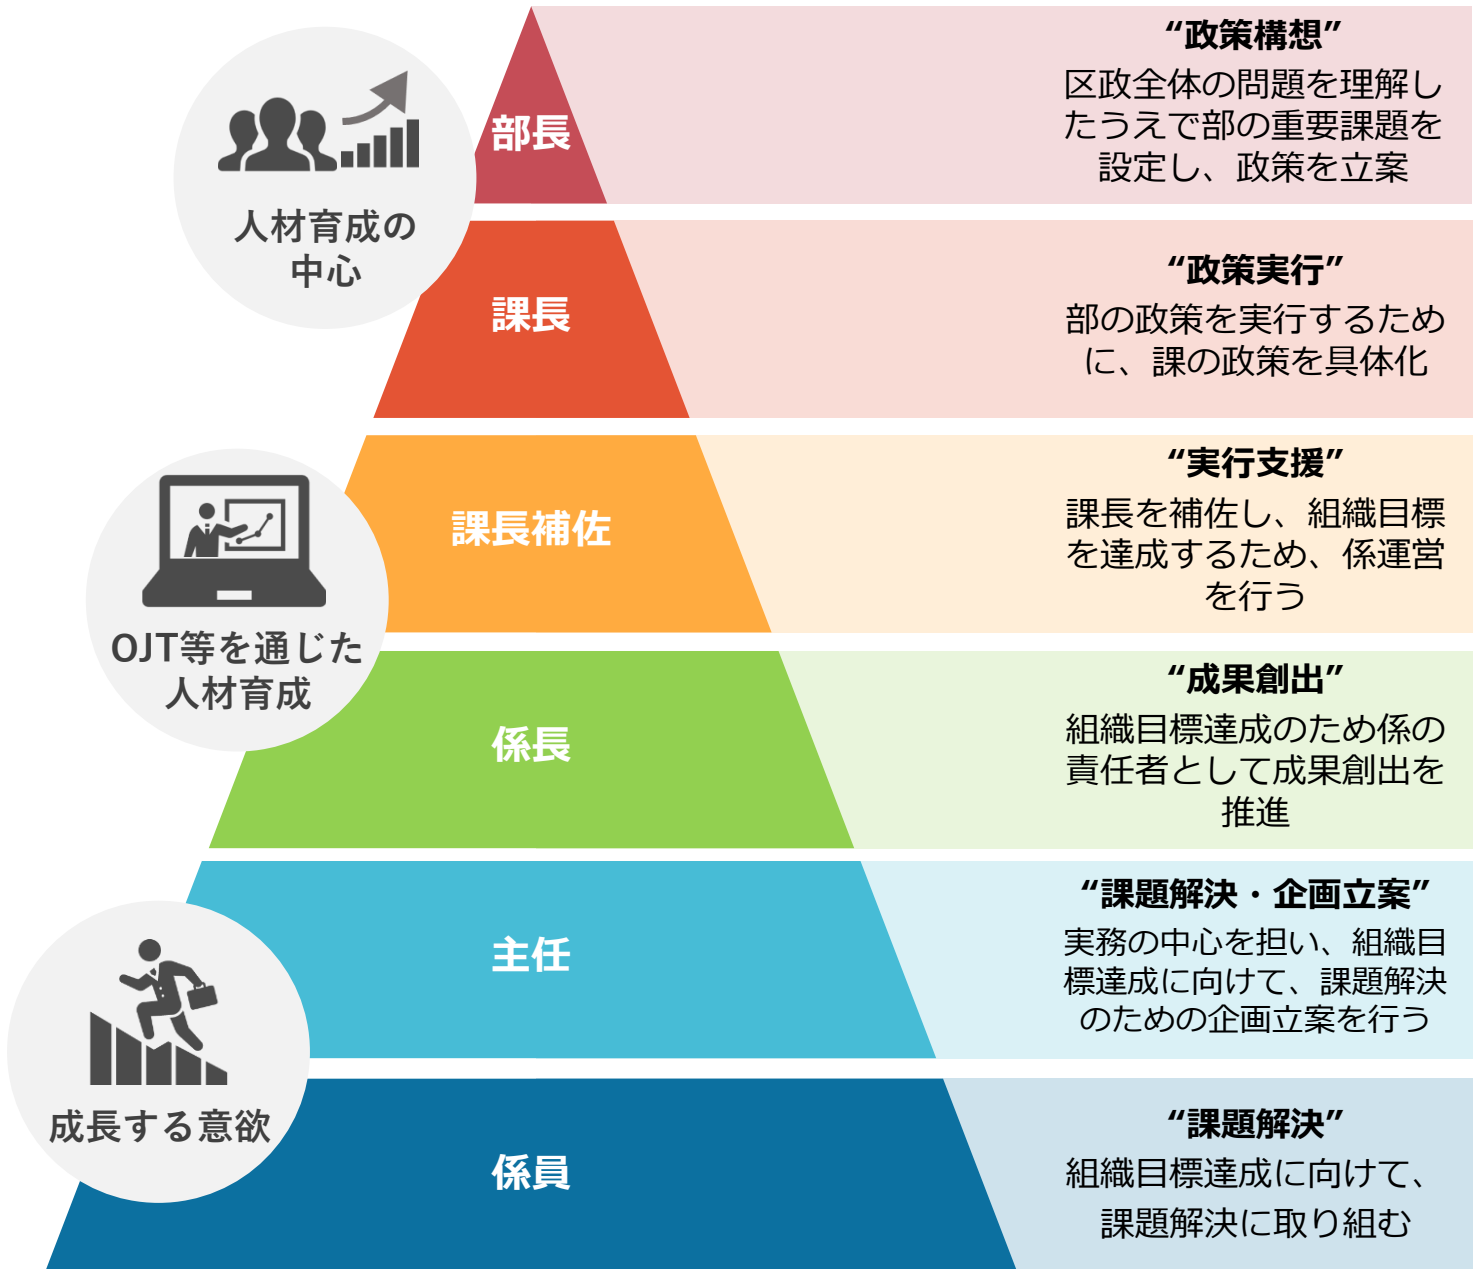 “政策構想”
区政全体の問題を理解し
たうえで部の重要課題を
設定し、政策を立案
部長
人材育成の
中心
“政策実行”
部の政策を実行するため
に、課の政策を具体化
課長
“実行支援”
課長を補佐し、組織目標
を達成するため、係運営
を行う
課長補佐
OJT等を通じた
人材育成
“成果創出”
組織目標達成のため係の
責任者として成果創出を
推進
係長
“課題解決・企画立案”
実務の中心を担い、組織目
標達成に向けて、課題解決
のための企画立案を行う
主任
成長する意欲
“課題解決”
組織目標達成に向けて、
課題解決に取り組む
係員